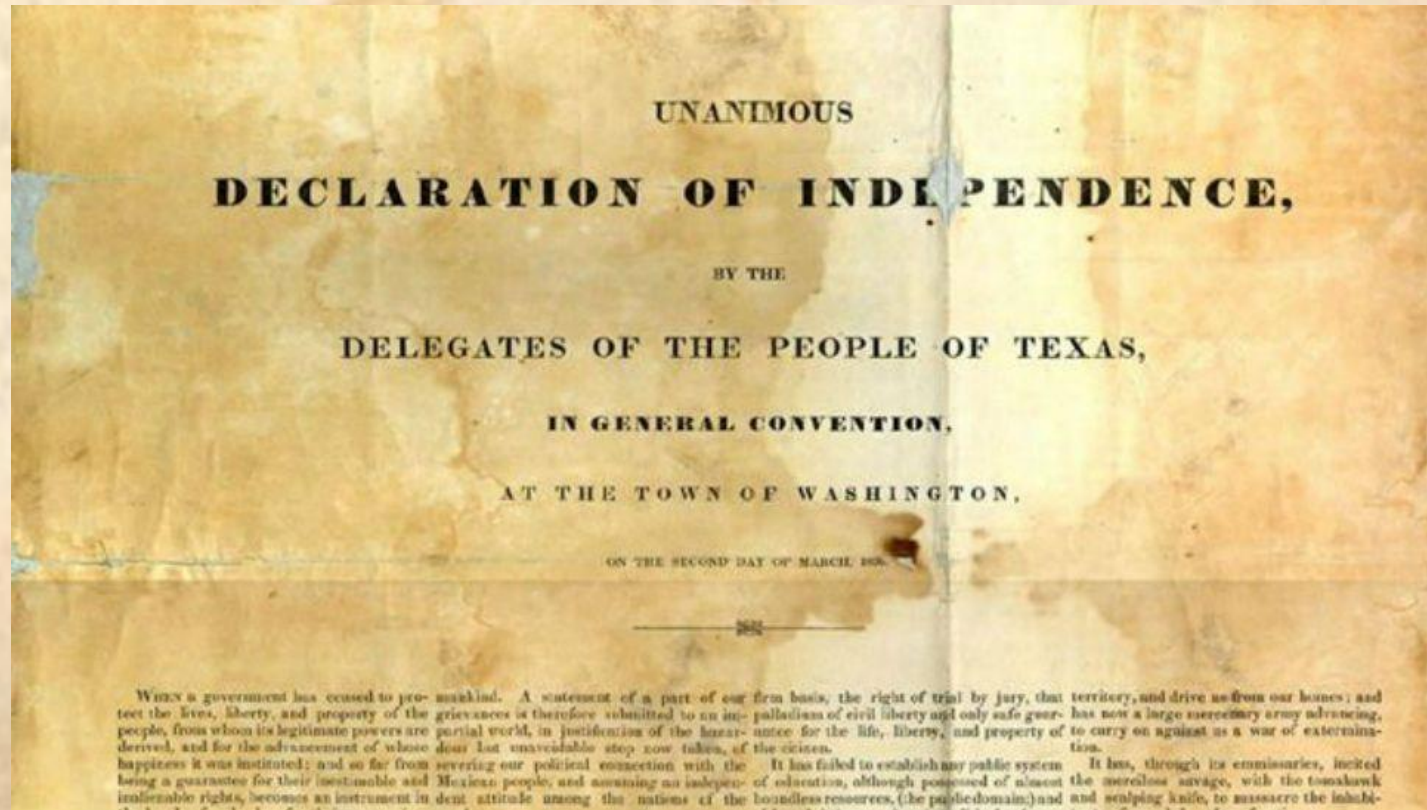 UNANIMOUS
DECLARATION OF INDEPENDENCE,
BY THE
DELEGATES OF THE PEOPLE OF TEXAS,
IN GENERAL CONVENTION,
AT THE TOWN OF WASHINGTON,
ON THE SECOND DAY OF MARCH, 1836.
WHEN a government has ceased to pro-
tect the lives, liberty, and property of the
people, from whom its legitimate powers are
derived, and for the advancement of whose
happiness it was instituted; and so far from
being a guarantee for their inestimable and
inalienable rights, becomes an instrument in
mankind. A statement of a part of our
grievances is therefore submitted to an im-
partial world, in justification of the hazar-
dous but unavoidable step now taken, of
severing our political connection with the
Mexican people, and assuming an indepen-
dent attitude among the nations of the
firm basis, the right of trial by jury, that
palladium of civil liberty and only safe guar-
antee for the life, liberty, and property of
the citizen.
It has failed to establish any public system
of education, although possessed of almost
boundless resources, (the public domain;) and
territory, and drive us from our homes; and
has now a large mercenary army advancing,
to carry on against us a war of extermina-
tion.
It has, through its emissaries, incited
the merciless savage, with the tomahawk
and scalping knife, to massacre the inhabi-